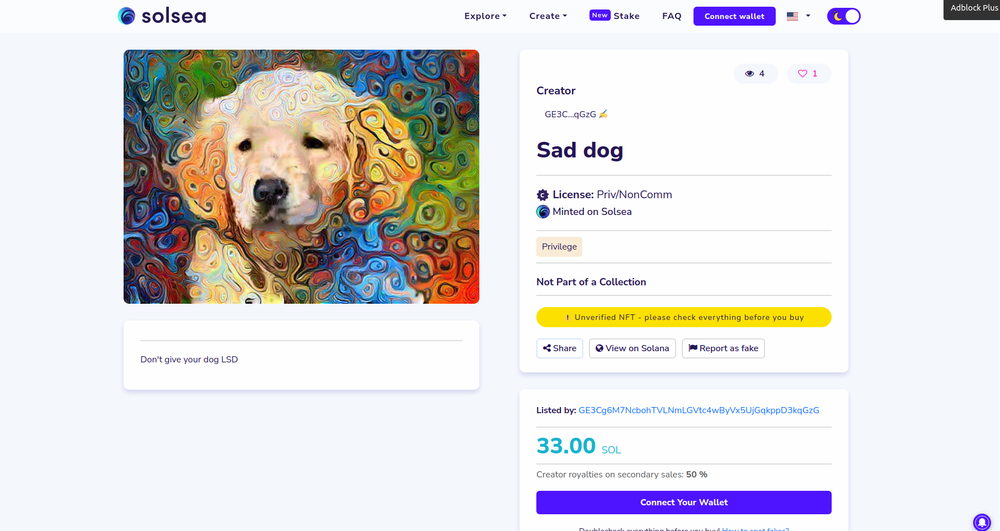 Adblock Plus
solsea
Explore
Create
New Stake
FAQ
Connect wallet
4
1
Creator
GE3C...qGzG ✍
Sad dog
License: Priv/NonComm
Minted on Solsea
Privilege
Not Part of a Collection
! Unverified NFT - please check everything before you buy
Share
View on Solana
Report as fake
Don't give your dog LSD
Listed by: GE3Cg6M7NcbohTVLNmLGVtc4wByVx5UjGqkppD3kqGzG
33.00 SOL
Creator royalties on secondary sales: 50 %
Connect Your Wallet
Doublecheck everything before you buy! How to spot fakes?